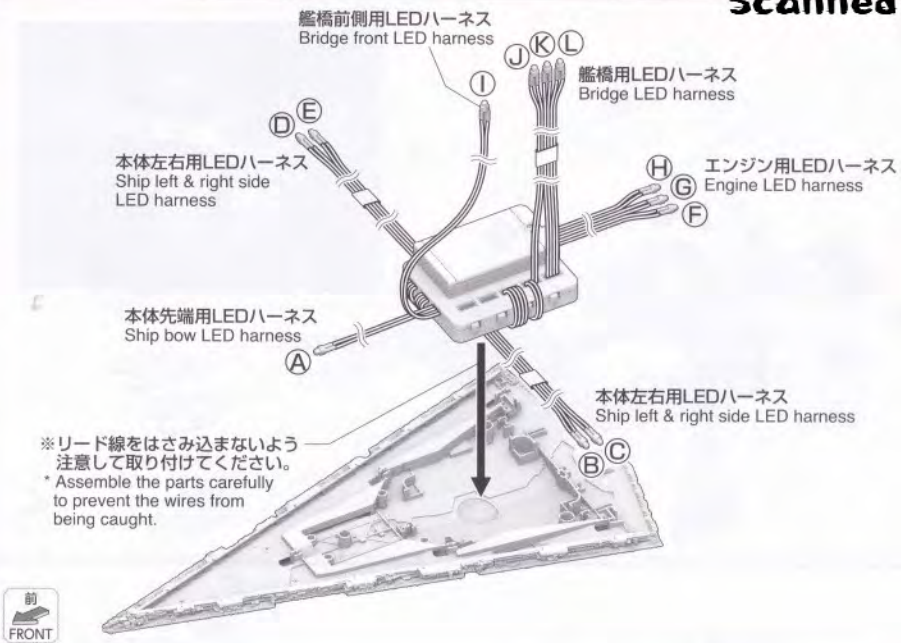 scanned
艦橋前側用LEDハーネス
Bridge front LED harness
I
J K L
艦橋用LEDハーネス
Bridge LED harness
D E
本体左右用LEDハーネス
Ship left & right side
LED harness
H
G
F
エンジン用LEDハーネス
Engine LED harness
本体先端用LEDハーネス
Ship bow LED harness
A
本体左右用LEDハーネス
Ship left & right side LED harness
B C
※リード線をはさみ込まないよう
注意して取り付けてください。
* Assemble the parts carefully
to prevent the wires from
being caught.
前
FRONT